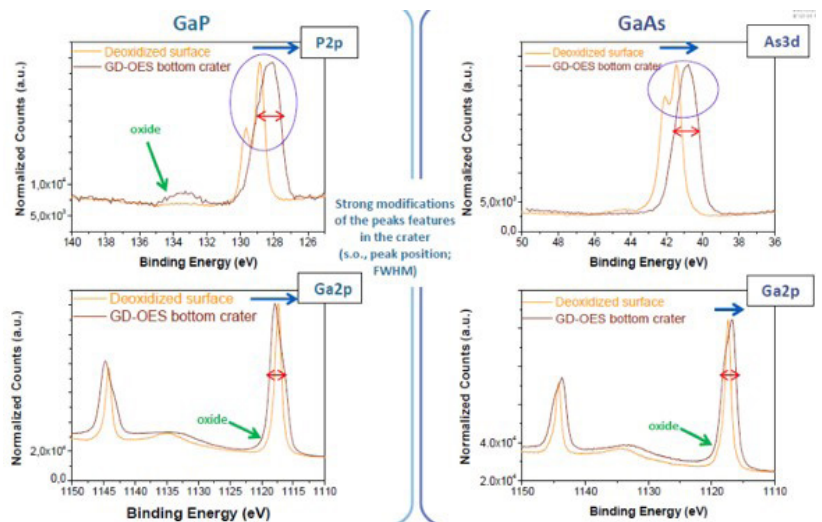 GaP
P2p
Deoxidized surface
GD-OES bottom crater
oxide
Normalized Counts (a.u.)
1,0x10⁴
5,0x10³
140 138 136 134 132 130 128 126
Binding Energy (eV)
Ga2p
Deoxidized surface
GD-OES bottom crater
oxide
Normalized Counts (a.u.)
2,0x10⁴
0,0
1150 1145 1140 1135 1130 1125 1120 1115 1110
Binding Energy (eV)
Strong modifications
of the peaks features
in the crater
(s.o., peak position;
FWHM)
GaAs
As3d
Deoxidized surface
GD-OES bottom crater
Normalized Counts (a.u.)
5,0x10³
50 48 46 44 42 40 38 36
Binding Energy (eV)
Ga2p
Deoxidized surface
GD-OES bottom crater
oxide
Normalized Counts (a.u.)
4,0x10⁴
2,0x10⁴
1150 1140 1130 1120 1110
Binding Energy (eV)